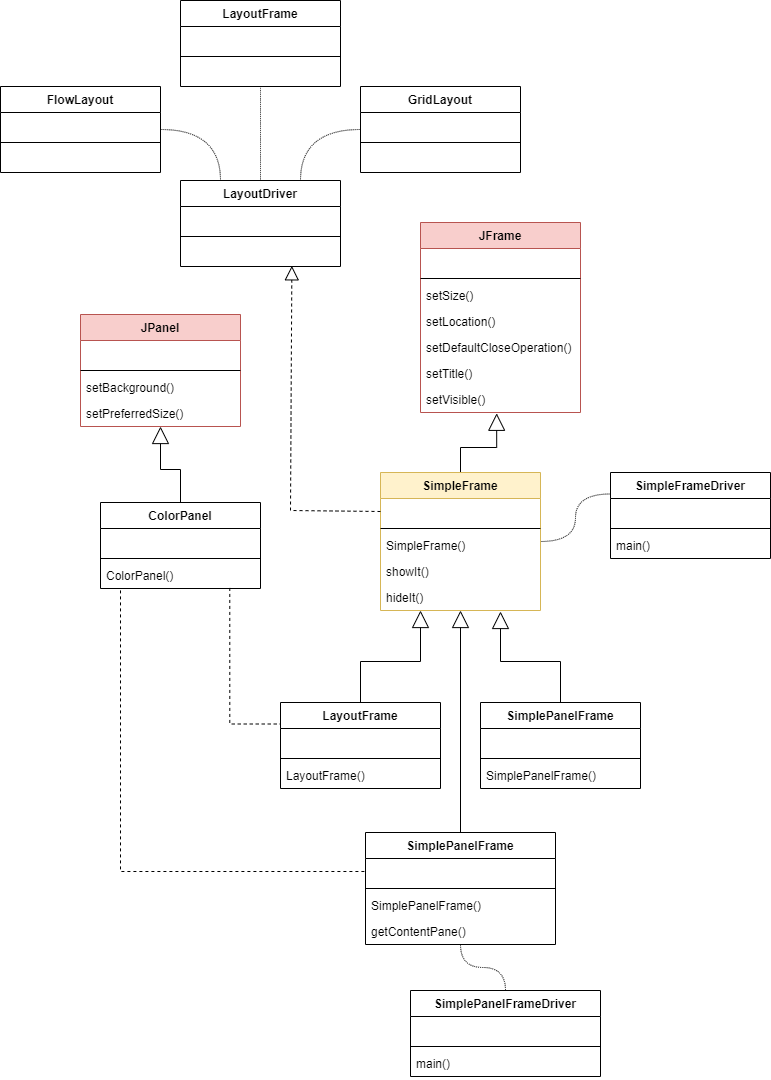 LayoutFrame
FlowLayout
GridLayout
LayoutDriver
JFrame
setSize()
setLocation()
setDefaultCloseOperation()
setTitle()
setVisible()
JPanel
setBackground()
setPreferredSize()
SimpleFrame
SimpleFrame()
showIt()
hideIt()
SimpleFrameDriver
main()
ColorPanel
ColorPanel()
LayoutFrame
LayoutFrame()
SimplePanelFrame
SimplePanelFrame()
SimplePanelFrame
SimplePanelFrame()
getContentPane()
SimplePanelFrameDriver
main()